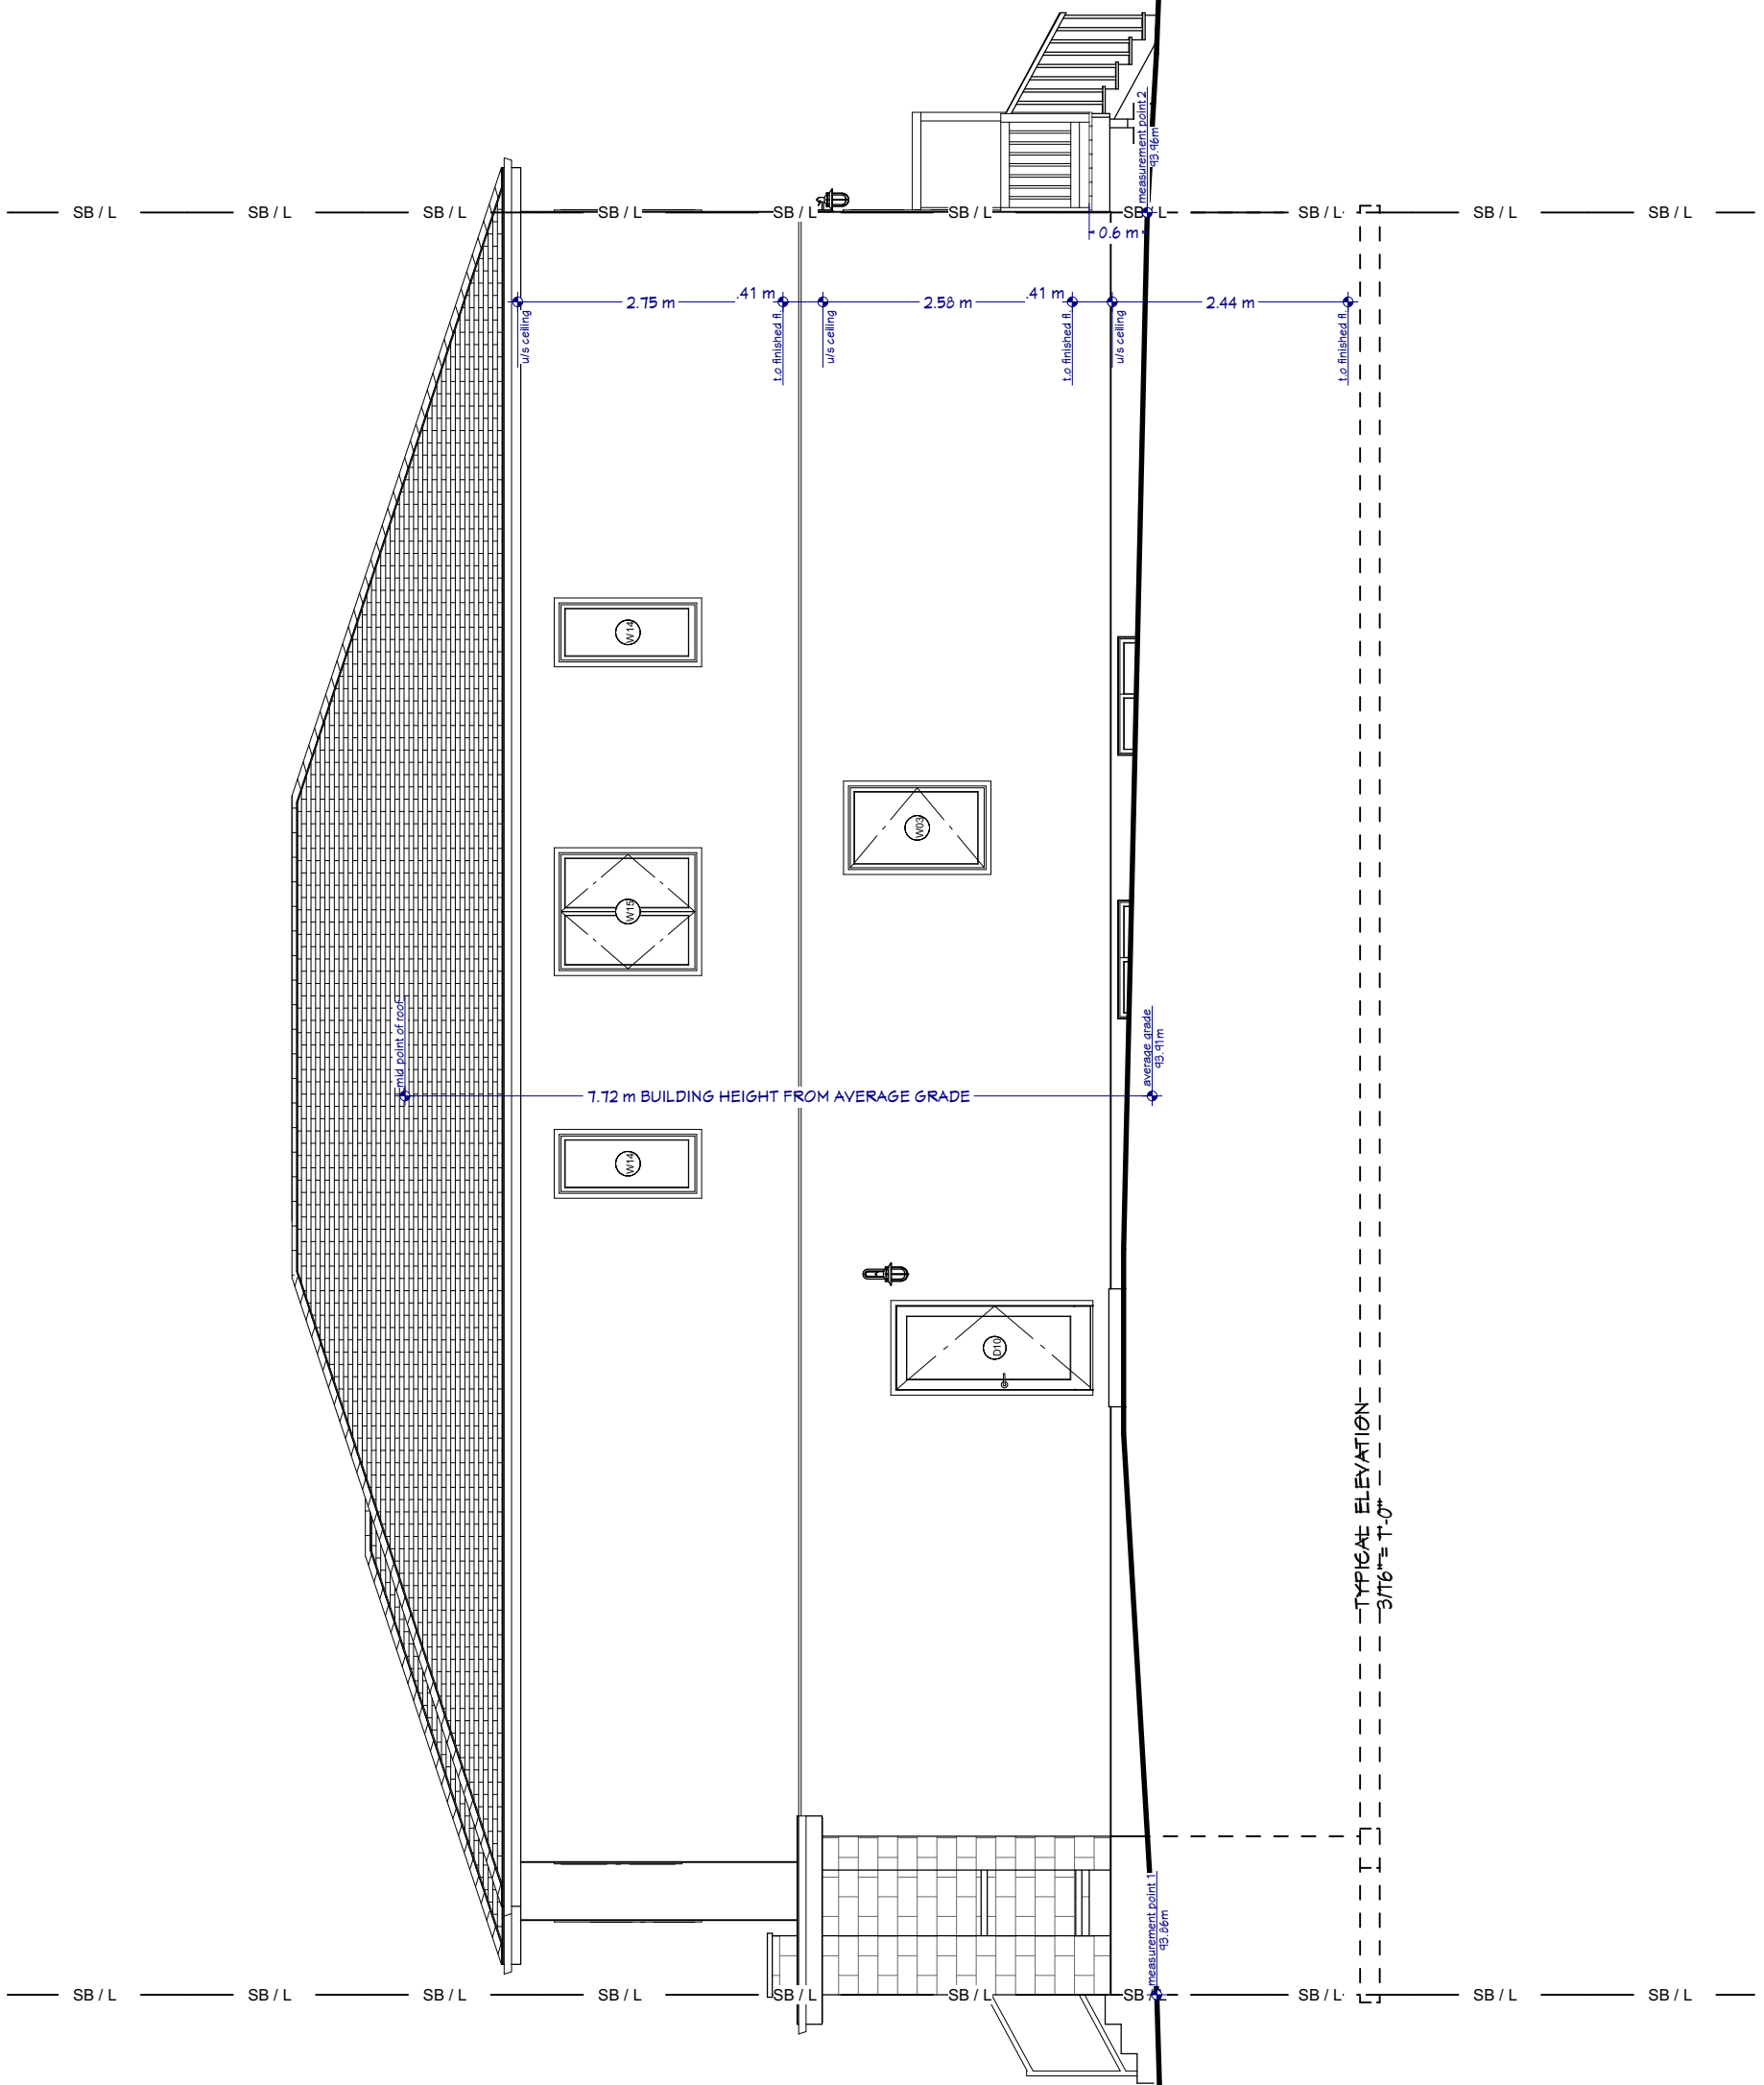 SB / L SB / L SB / L SB / L SB / L SB / L SB / L SB / L SB / L SB / L
measurement point 2
93.96m
0.6 m
2.75 m
.41 m
2.58 m
.41 m
2.44 m
u/s ceiling
t.o finished fl.
u/s ceiling
t.o finished fl.
u/s ceiling
t.o finished fl.
W14
W03
W15
mid point of roof
average grade
93.91m
7.72 m BUILDING HEIGHT FROM AVERAGE GRADE
W14
D10
TYPICAL ELEVATION
3/16" = 1'-0"
measurement point 1
93.86m
SB / L SB / L SB / L SB / L SB / L SB / L SB / L SB / L SB / L SB / L